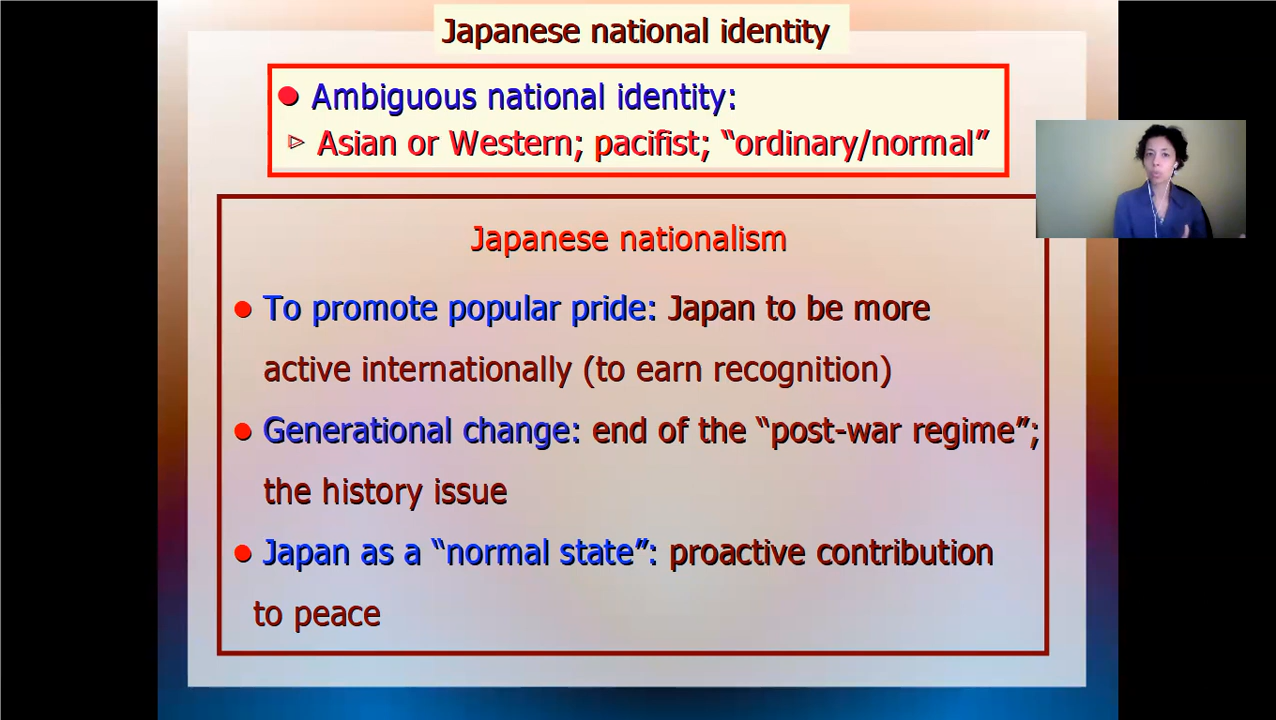 Japanese national identity
● Ambiguous national identity:
▷ Asian or Western; pacifist; “ordinary/normal”
Japanese nationalism
● To promote popular pride: Japan to be more
active internationally (to earn recognition)
● Generational change: end of the “post-war regime”;
the history issue
● Japan as a “normal state”: proactive contribution
to peace